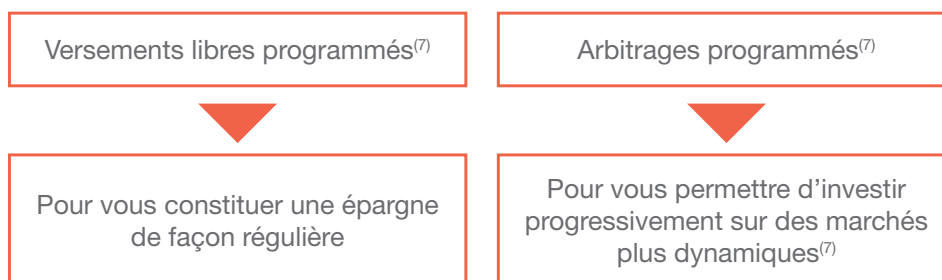 Versements libres programmés(7)
Pour vous constituer une épargne
de façon régulière
Arbitrages programmés(7)
Pour vous permettre d’investir
progressivement sur des marchés
plus dynamiques(7)